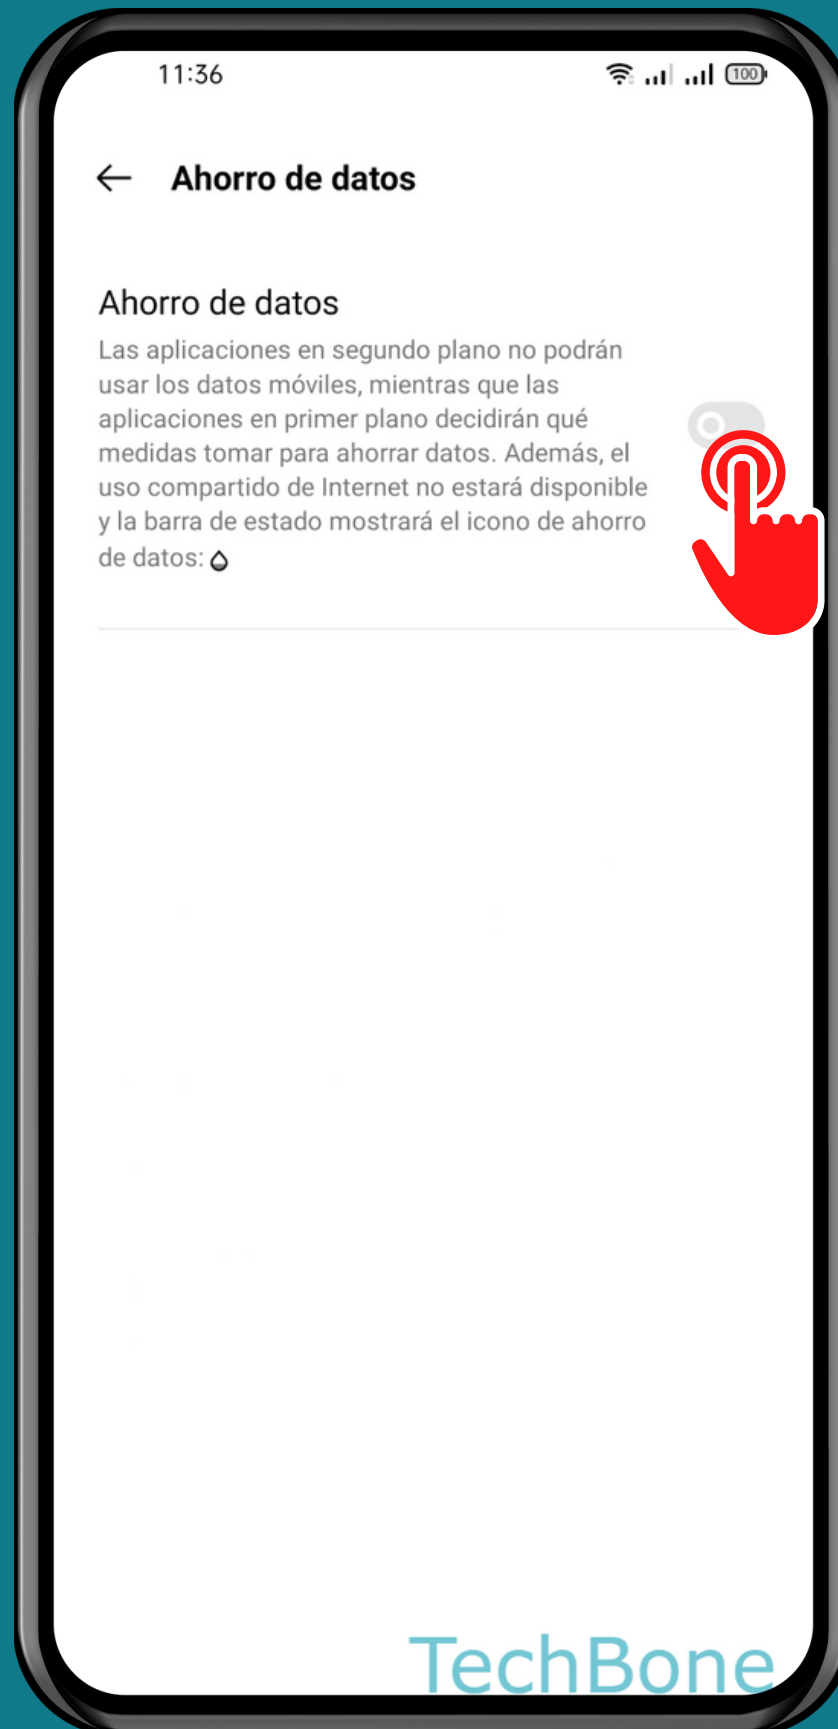 11:36
100
Ahorro de datos
Ahorro de datos
Las aplicaciones en segundo plano no podrán
usar los datos móviles, mientras que las
aplicaciones en primer plano decidirán qué
medidas tomar para ahorrar datos. Además, el
uso compartido de Internet no estará disponible
y la barra de estado mostrará el icono de ahorro
de datos:
TechBone